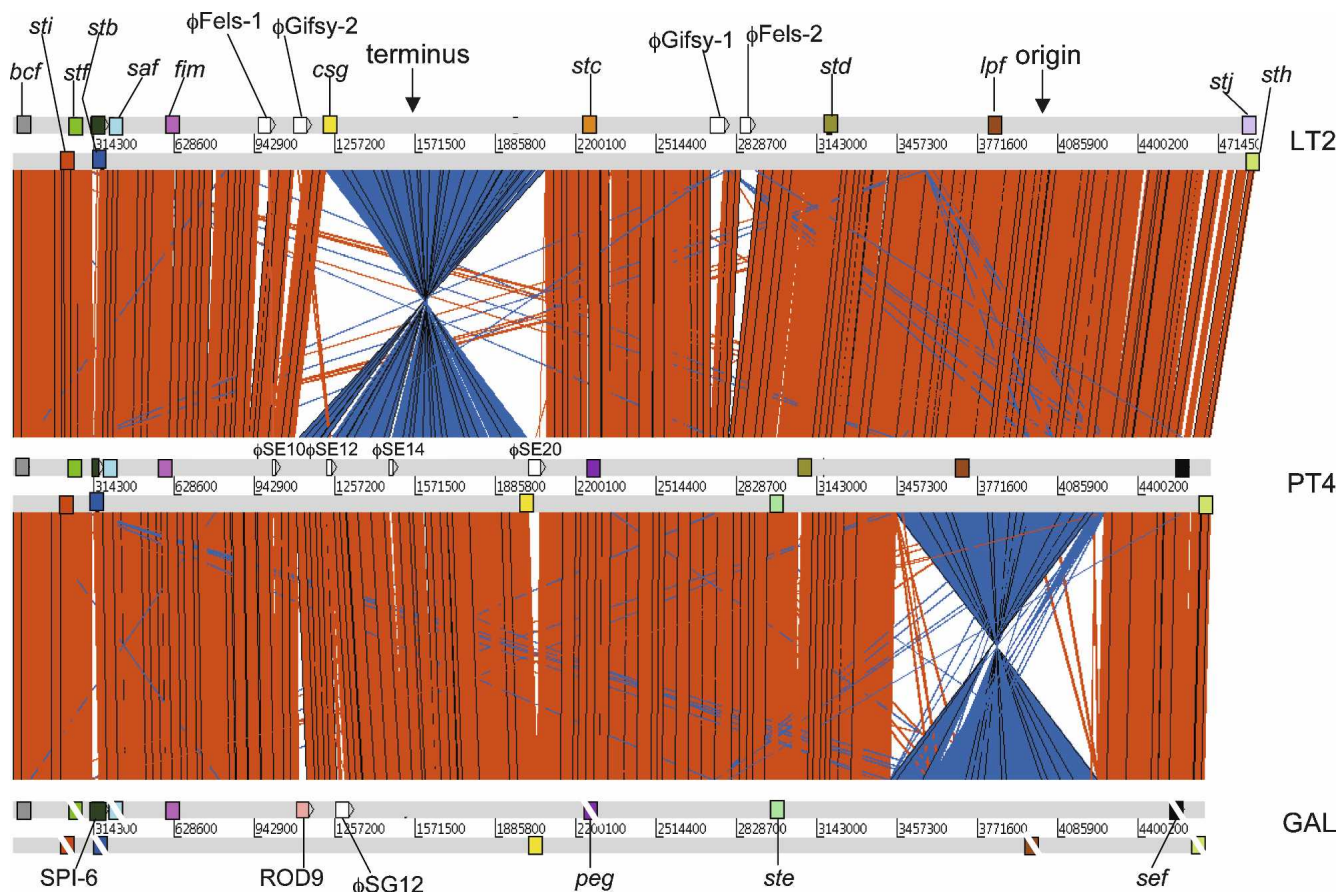 sti stb ϕFels-1 ϕGifsy-2 terminus ϕGifsy-1 ϕFels-2 origin
bcf stf saf fim csg stc std lpf stj sth
314300 628600 942900 1257200 1571500 1885800 2200100 2514400 2828700 3143000 3457300 3771600 4085900 4400200 471450
LT2
ϕSE10 ϕSE12 ϕSE14 ϕSE20
314300 628600 942900 1257200 1571500 1885800 2200100 2514400 2828700 3143000 3457300 3771600 4085900 4400200
PT4
314300 628600 942900 1257200 1571500 1885800 2200100 2514400 2828700 3143000 3457300 3771600 4085900 4400200
GAL
SPI-6 ROD9 ϕSG12 peg ste sef